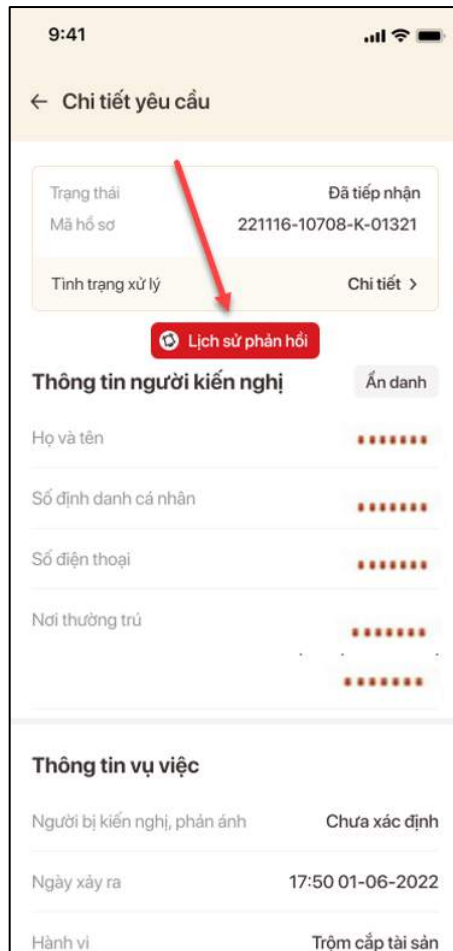 9:41
← Chi tiết yêu cầu
Trạng thái Đã tiếp nhận
Mã hồ sơ 221116-10708-K-01321
Tình trạng xử lý Chi tiết >
Lịch sử phản hồi
Thông tin người kiến nghị Ẩn danh
Họ và tên
Số định danh cá nhân
Số điện thoại
Nơi thường trú
Thông tin vụ việc
Người bị kiến nghị, phản ánh Chưa xác định
Ngày xảy ra 17:50 01-06-2022
Hành vi Trộm cắp tài sản